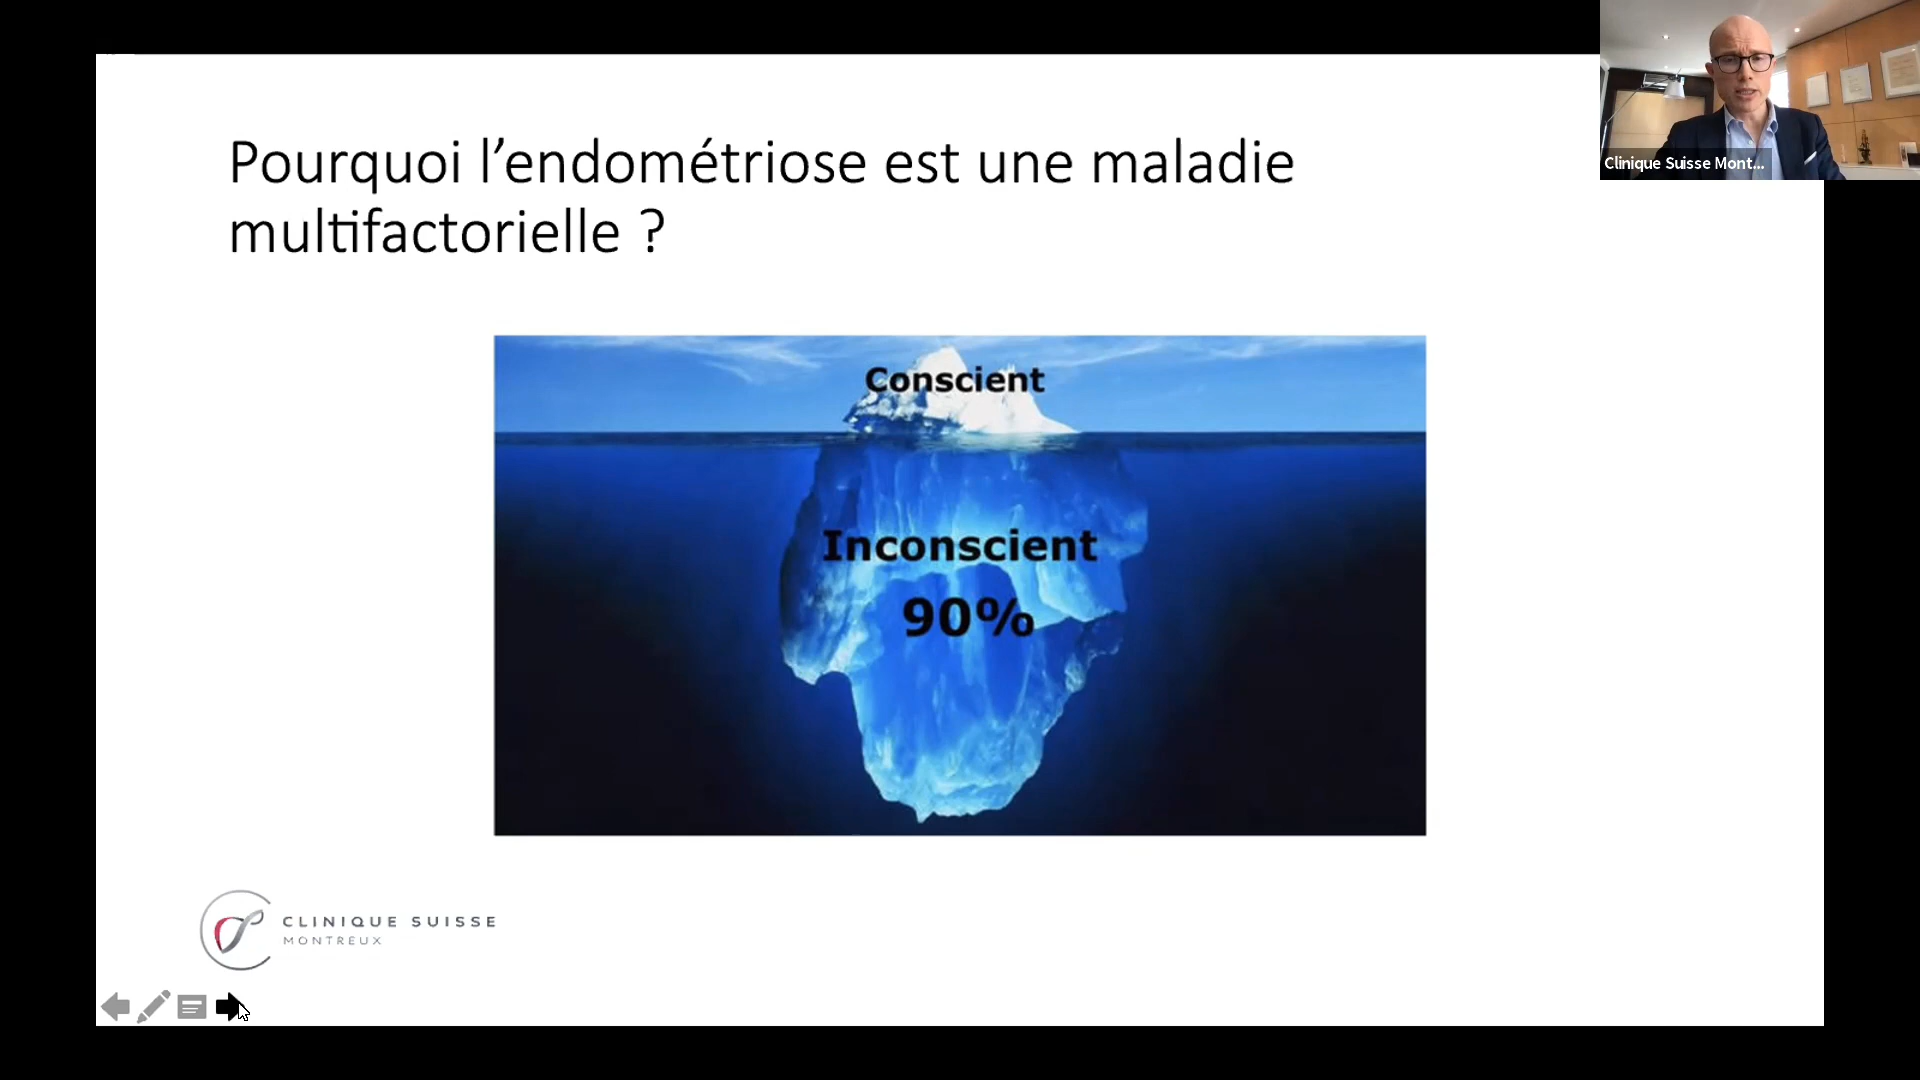 Pourquoi l’endométriose est une maladie
multifactorielle ?
Clinique Suisse Mont...
Conscient
Inconscient
90%
CLINIQUE SUISSE
MONTREUX